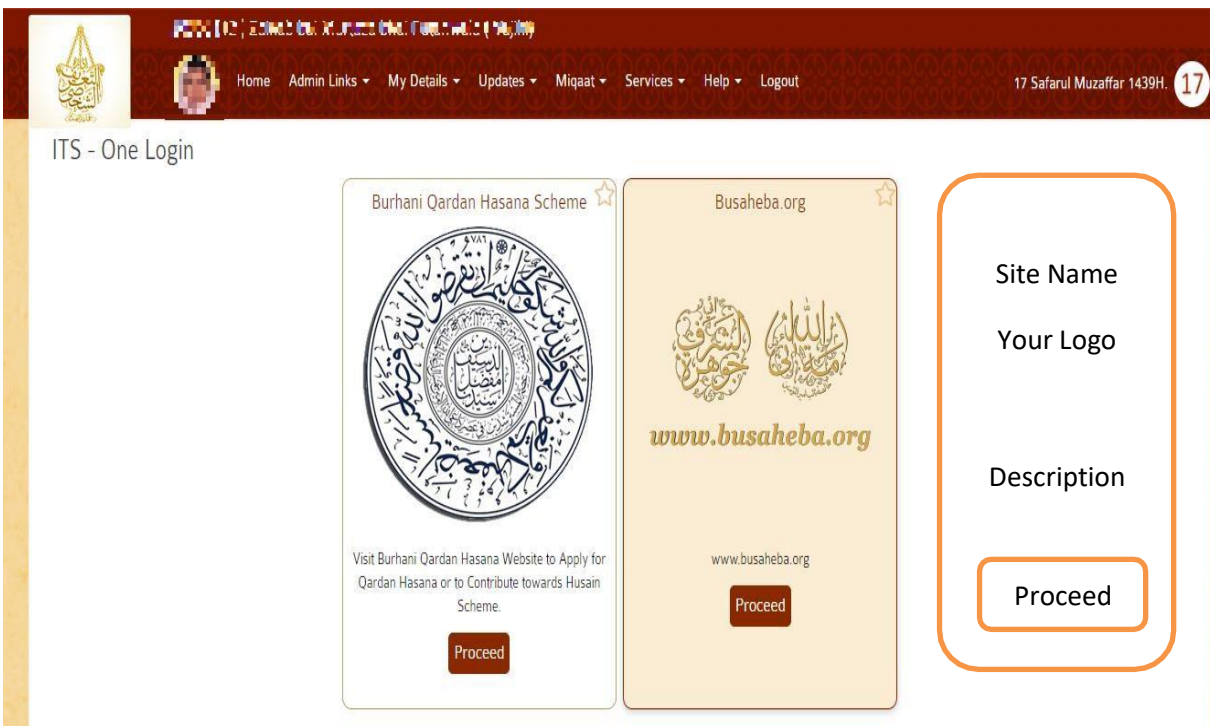 Home Admin Links My Details Updates Miqaat Services Help Logout
17 Safarul Muzaffar 1439H. 17
ITS - One Login
Burhani Qardan Hasana Scheme
٧٨٦
Visit Burhani Qardan Hasana Website to Apply for
Qardan Hasana or to Contribute towards Husain
Scheme.
Proceed
Busaheba.org
www.busaheba.org
www.busaheba.org
Proceed
Site Name
Your Logo
Description
Proceed